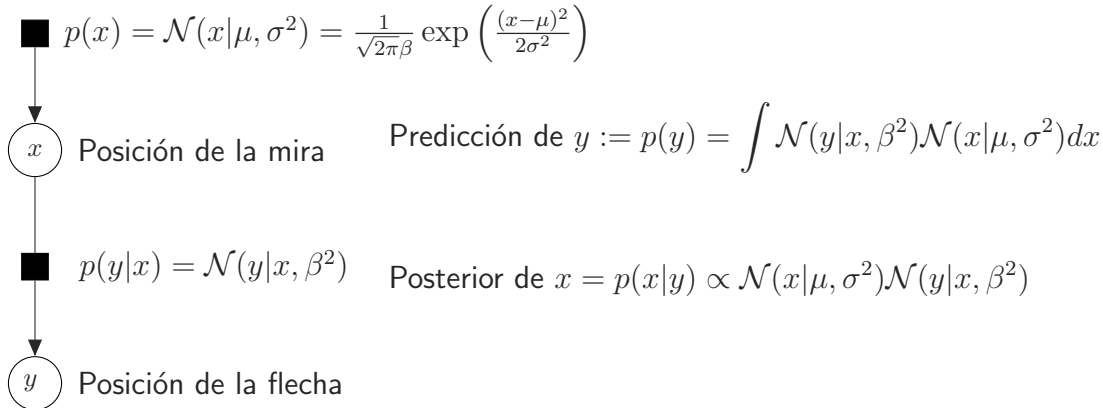 p(x) = 𝒩(x|μ, σ²) = 1/(√(2π)β) exp((x−μ)²/(2σ²))
x Posición de la mira
Predicción de y := p(y) = ∫ 𝒩(y|x, β²)𝒩(x|μ, σ²)dx
p(y|x) = 𝒩(y|x, β²)
Posterior de x = p(x|y) ∝ 𝒩(x|μ, σ²)𝒩(y|x, β²)
y Posición de la flecha